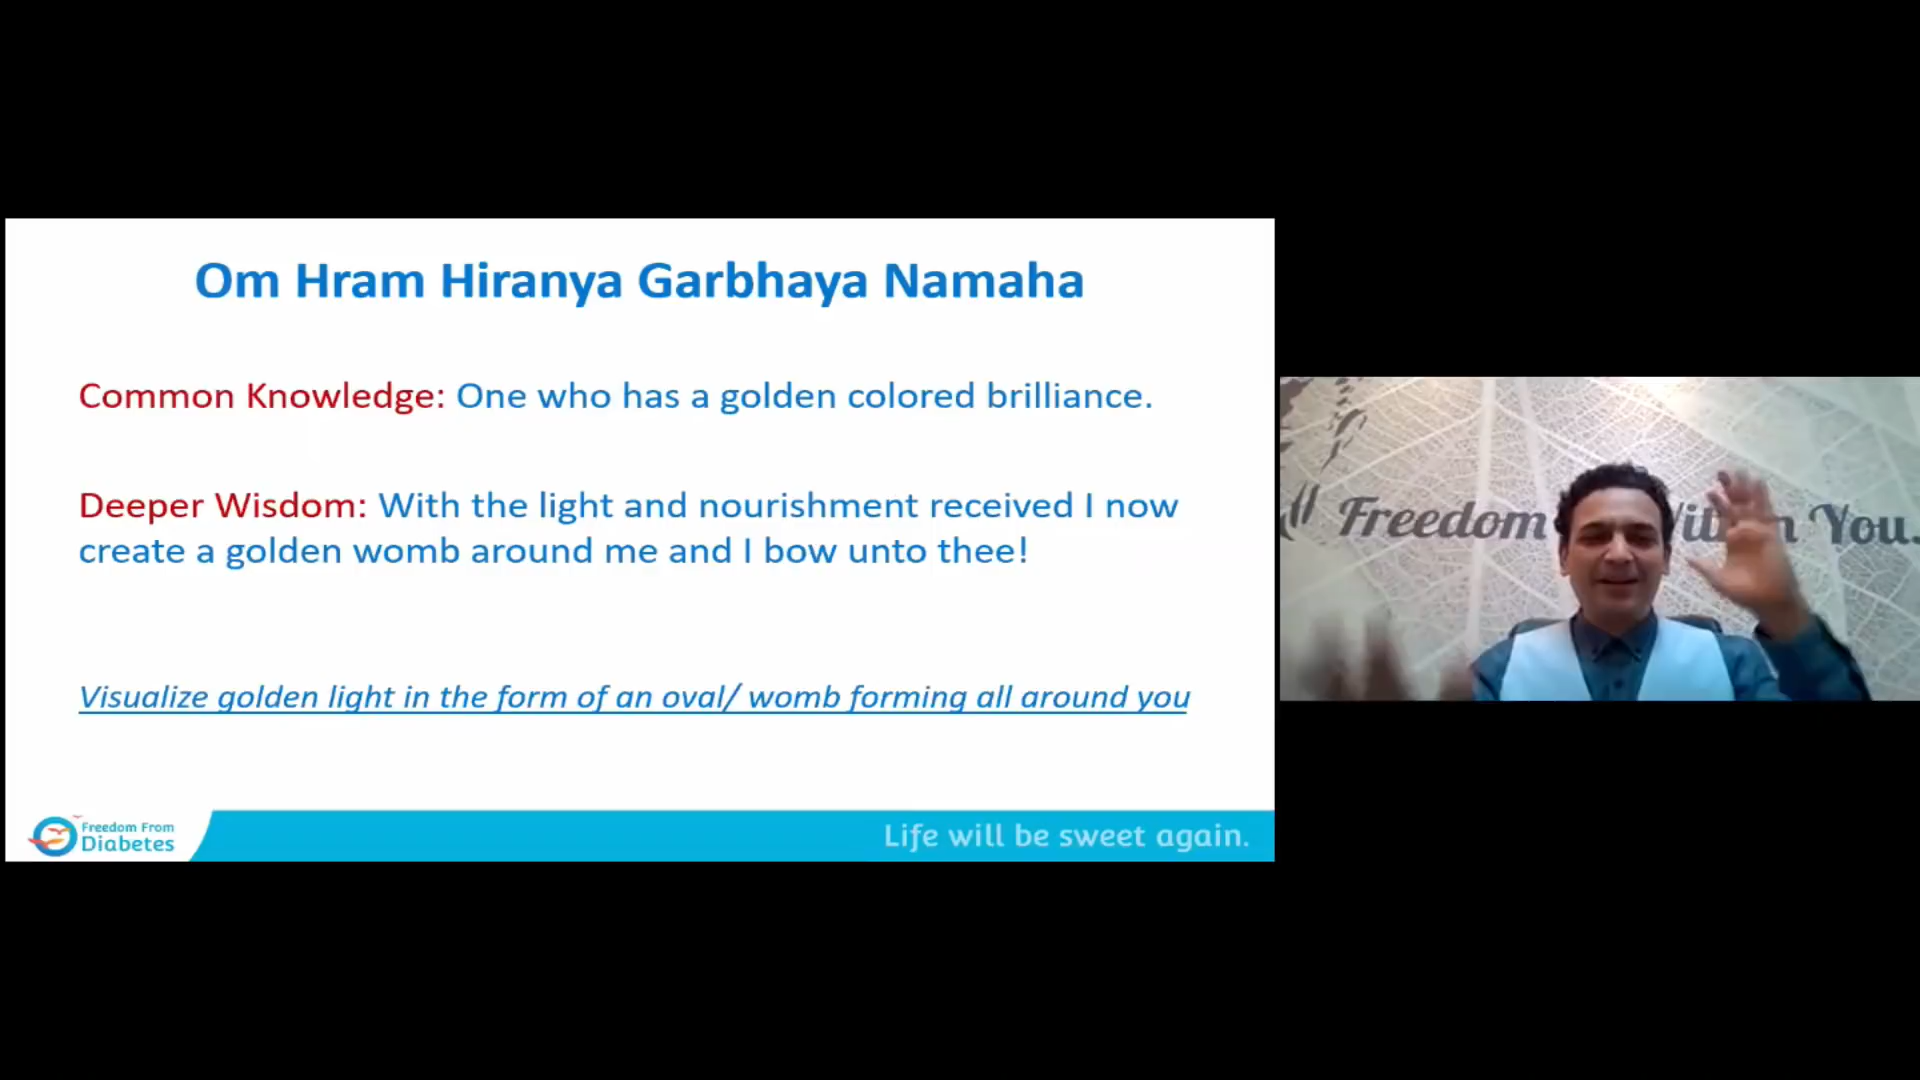 Om Hram Hiranya Garbhaya Namaha
Common Knowledge: One who has a golden colored brilliance.
Deeper Wisdom: With the light and nourishment received I now
create a golden womb around me and I bow unto thee!
Visualize golden light in the form of an oval/ womb forming all around you
Freedom From
Diabetes
Life will be sweet again.
Freedom You.